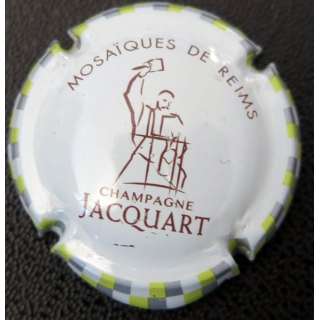 MOSAÏQUES DE REIMS
CHAMPAGNE
JACQUART